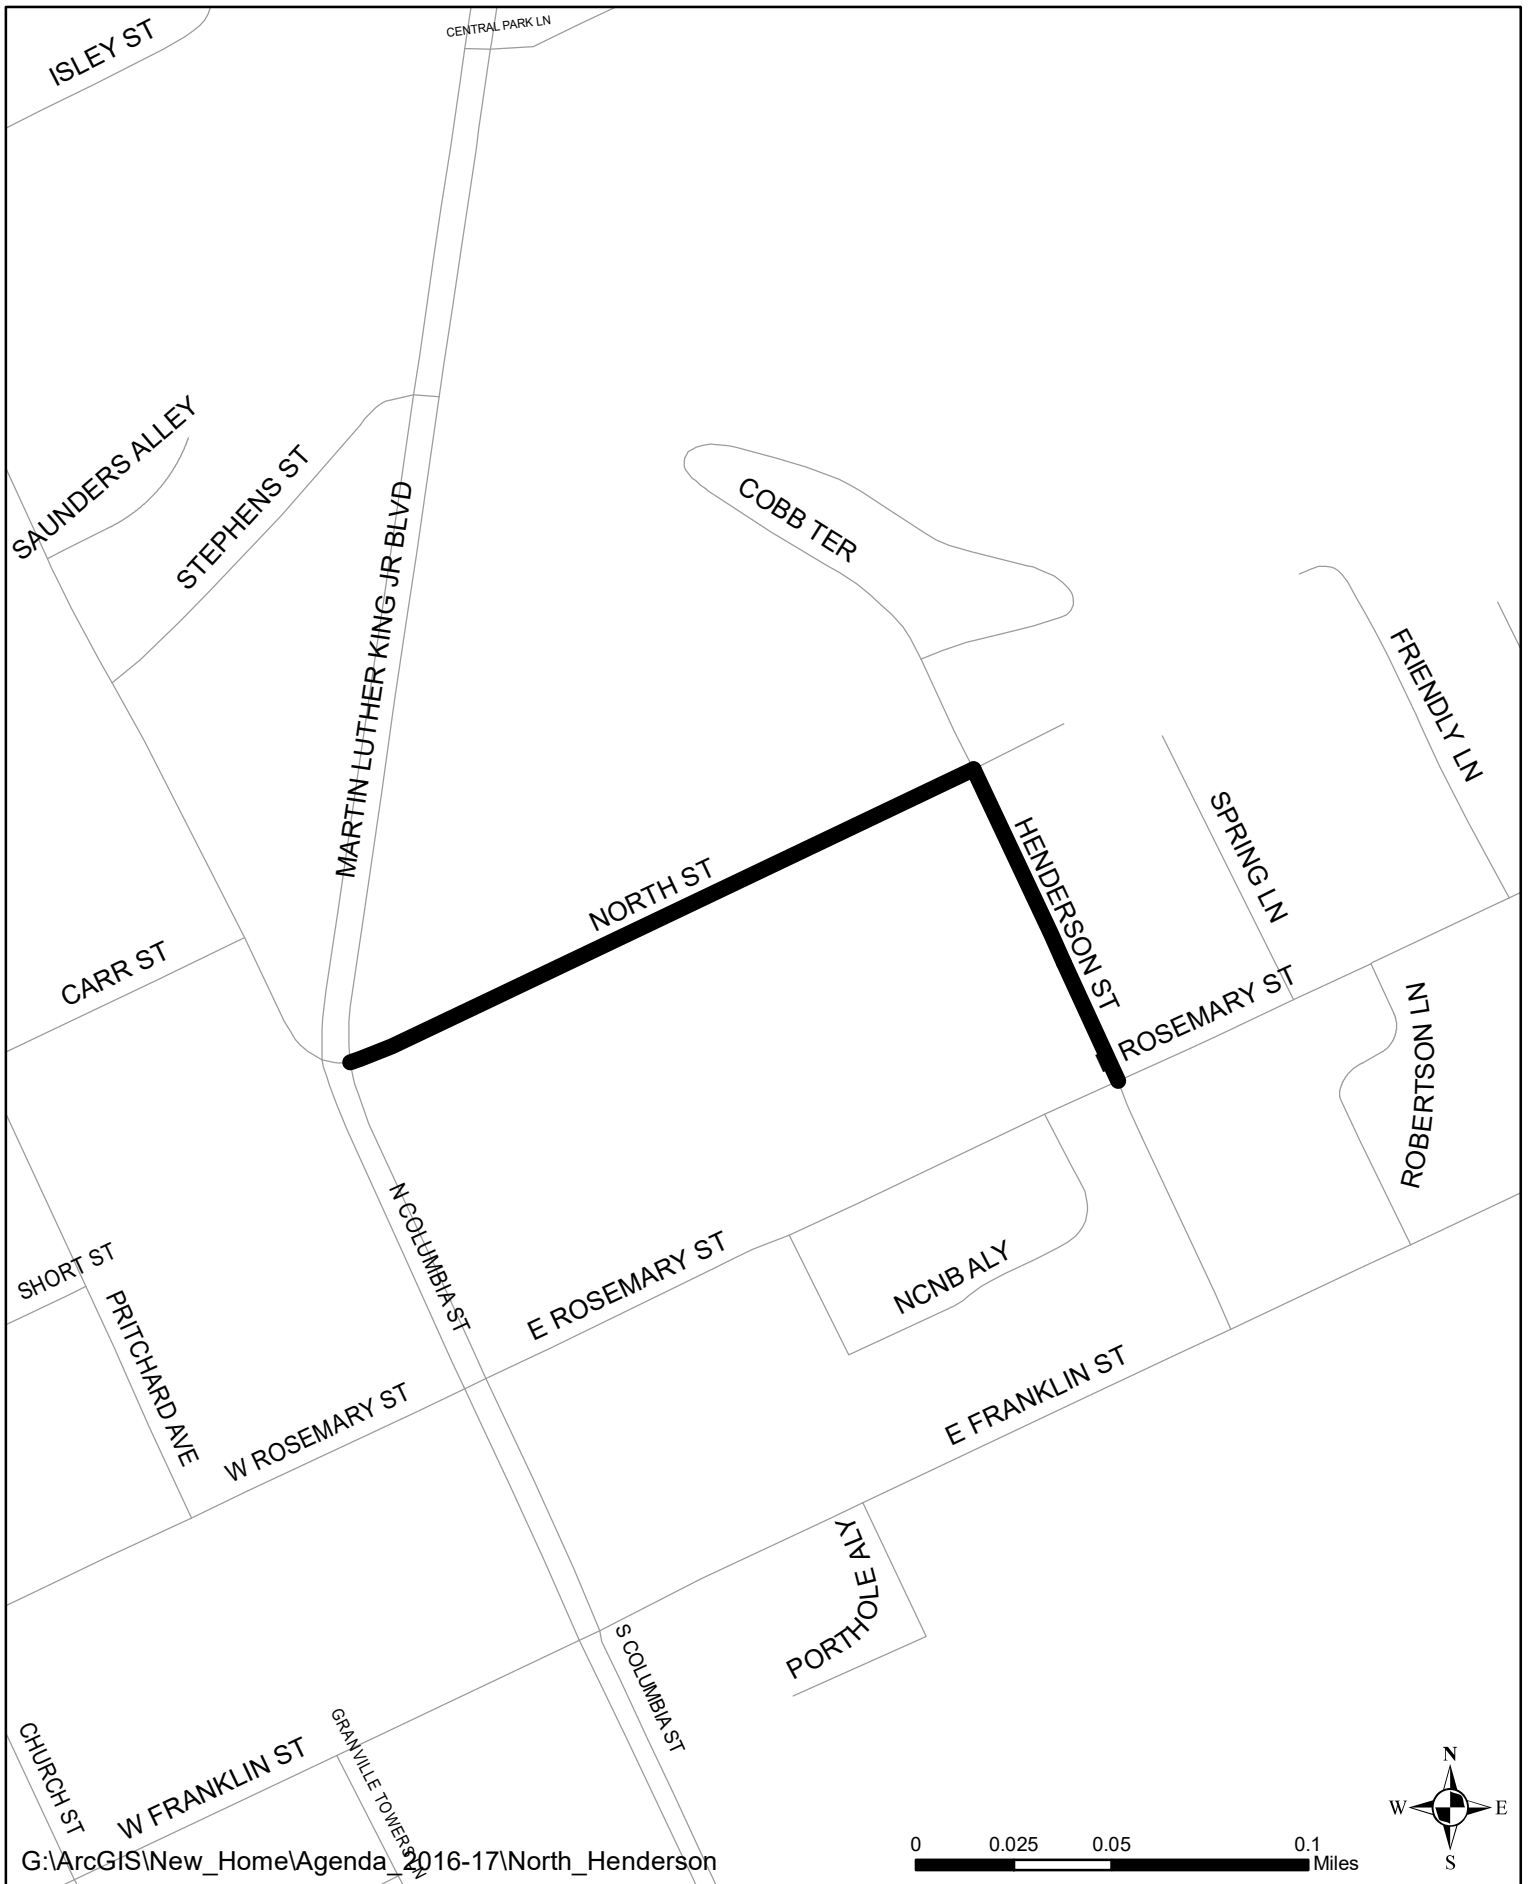 CENTRAL PARK LN
ISLEY ST
SAUNDERS ALLEY
STEPHENS ST
MARTIN LUTHER KING JR BLVD
COBB TER
FRIENDLY LN
SPRING LN
HENDERSON ST
NORTH ST
CARR ST
ROSEMARY ST
ROBERTSON LN
N COLUMBIA ST
E ROSEMARY ST
NCNB ALY
SHORT ST
PRITCHARD AVE
W ROSEMARY ST
E FRANKLIN ST
PORTHOLE ALY
S COLUMBIA ST
CHURCH ST
W FRANKLIN ST
GRANVILLE TOWERS LN
N
W E
S
0 0.025 0.05 0.1
Miles
G:\ArcGIS\New_Home\Agenda_2016-17\North_Henderson